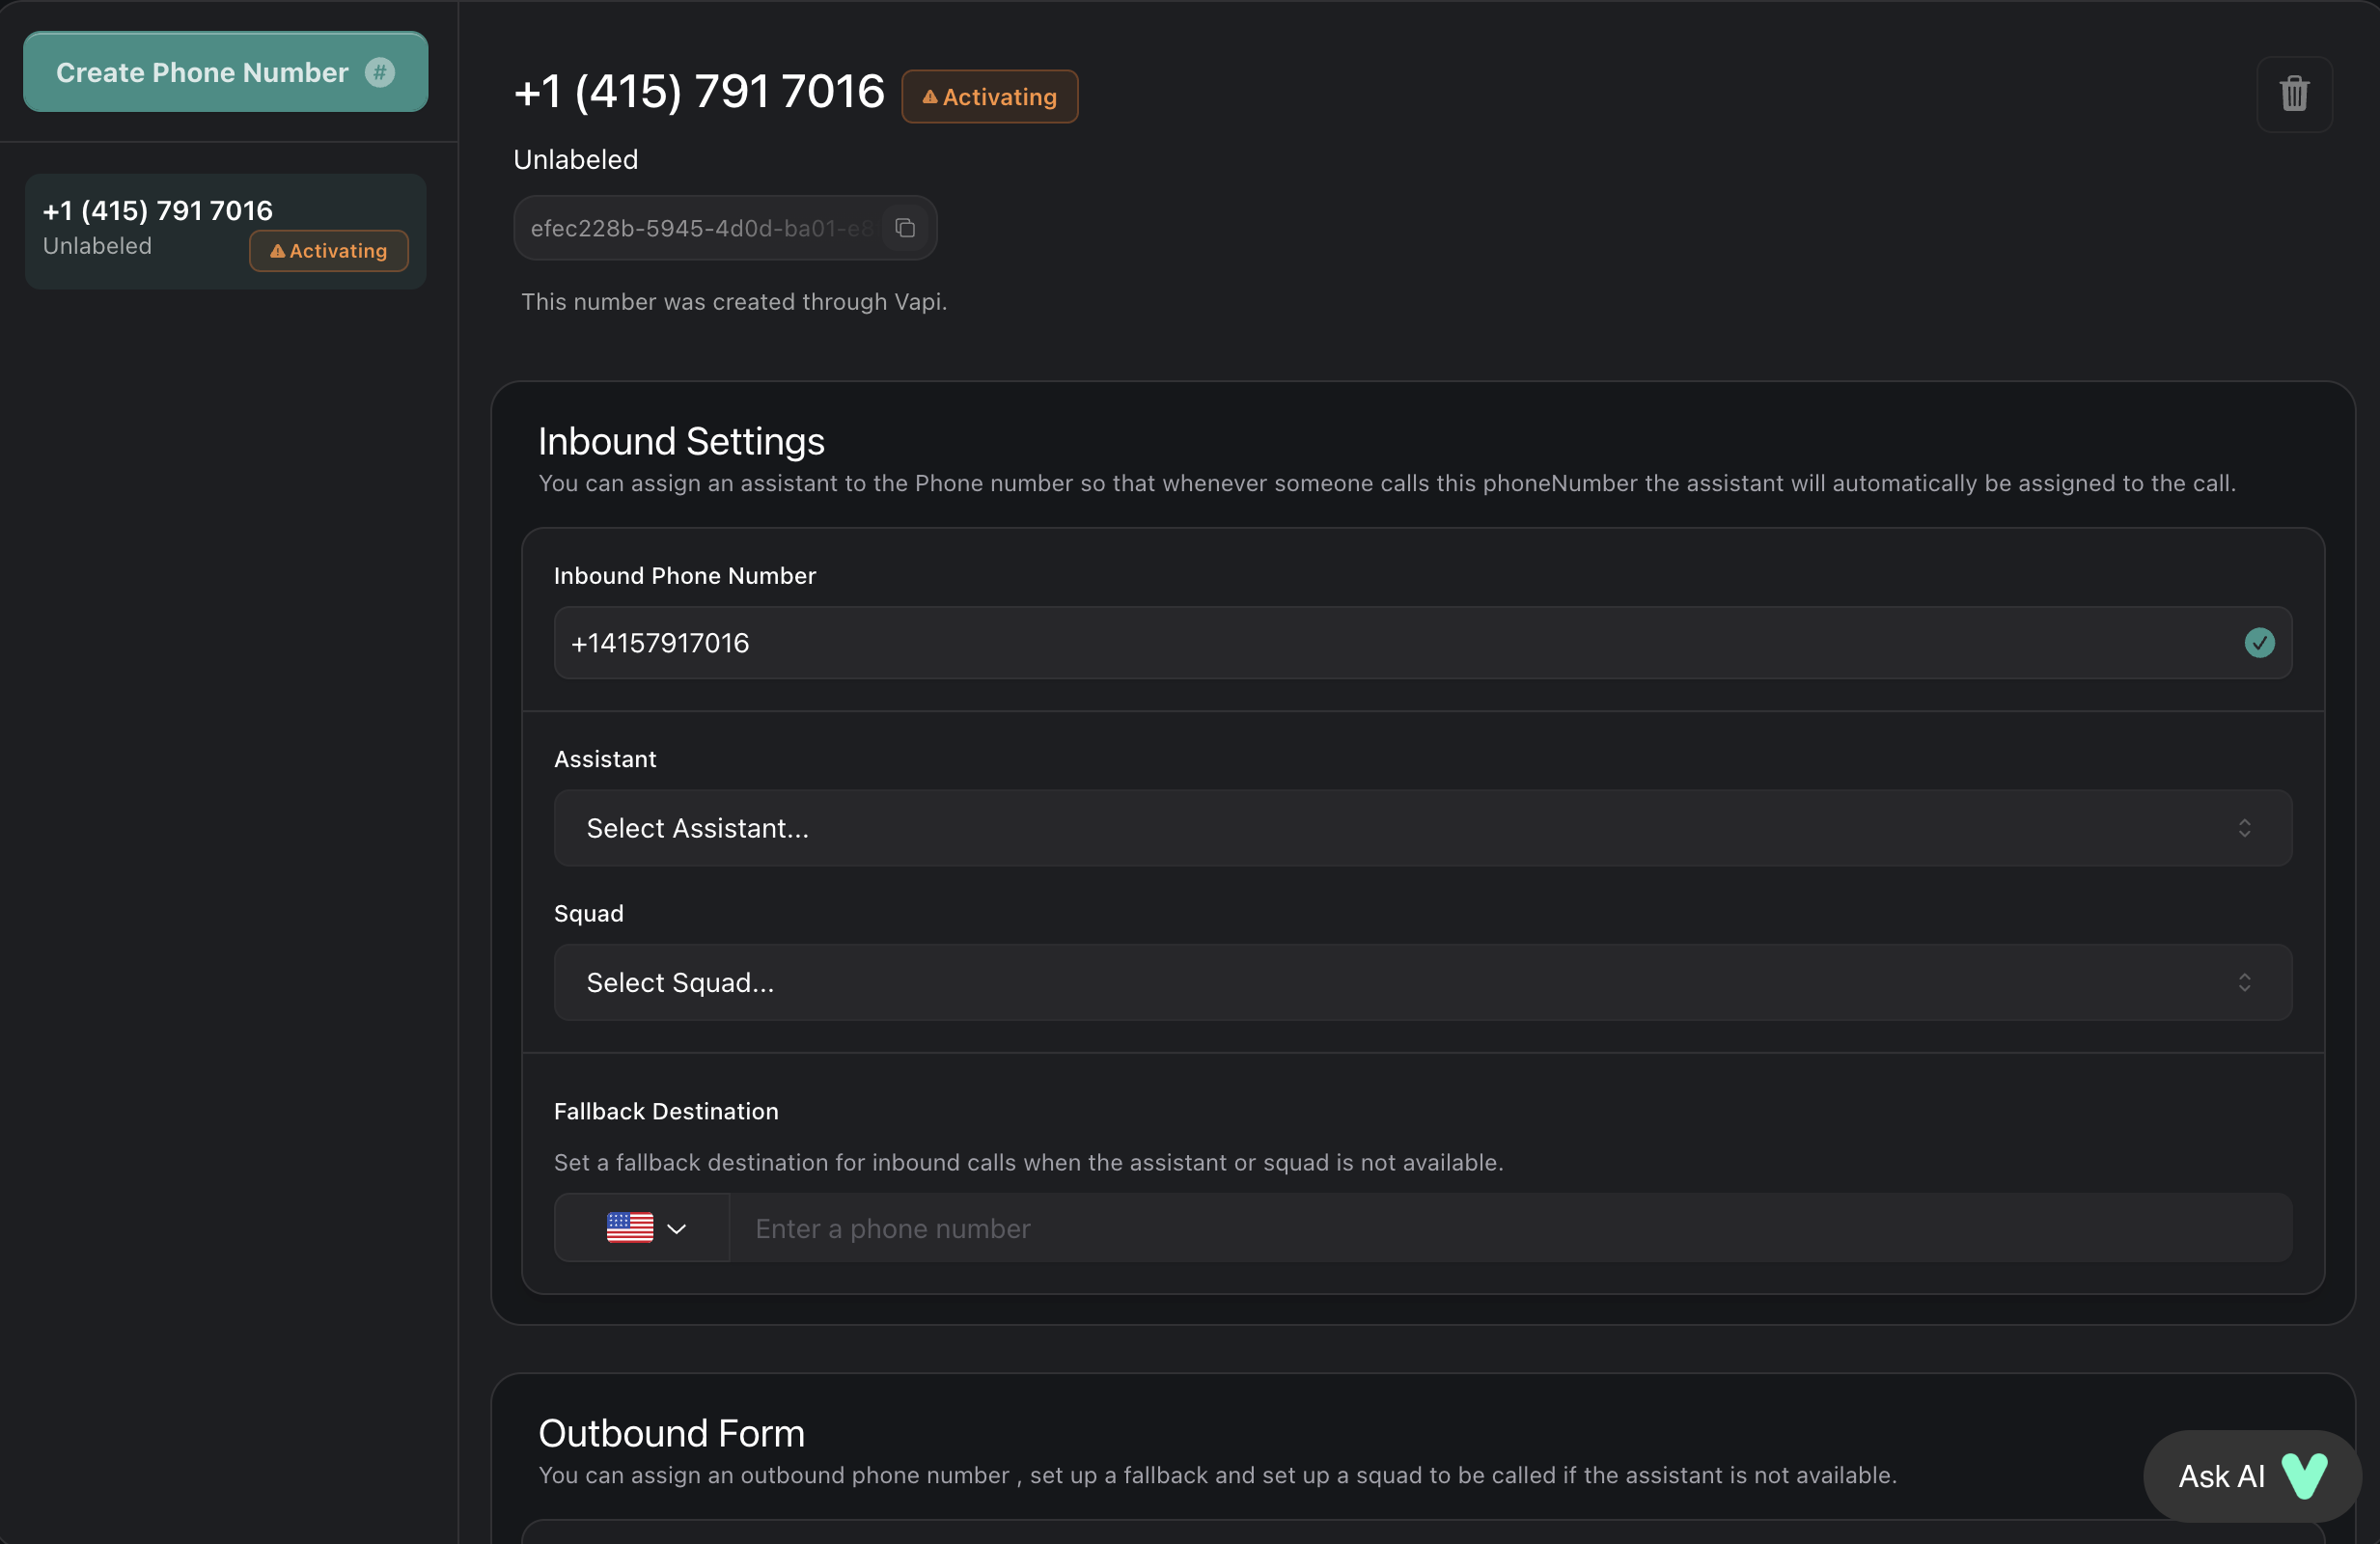 Create Phone Number #
+1 (415) 791 7016
Unlabeled
Activating
+1 (415) 791 7016 Activating
Unlabeled
efec228b-5945-4d0d-ba01-e8
This number was created through Vapi.
Inbound Settings
You can assign an assistant to the Phone number so that whenever someone calls this phoneNumber the assistant will automatically be assigned to the call.
Inbound Phone Number
+14157917016
Assistant
Select Assistant...
Squad
Select Squad...
Fallback Destination
Set a fallback destination for inbound calls when the assistant or squad is not available.
Enter a phone number
Outbound Form
You can assign an outbound phone number , set up a fallback and set up a squad to be called if the assistant is not available.
Ask AI